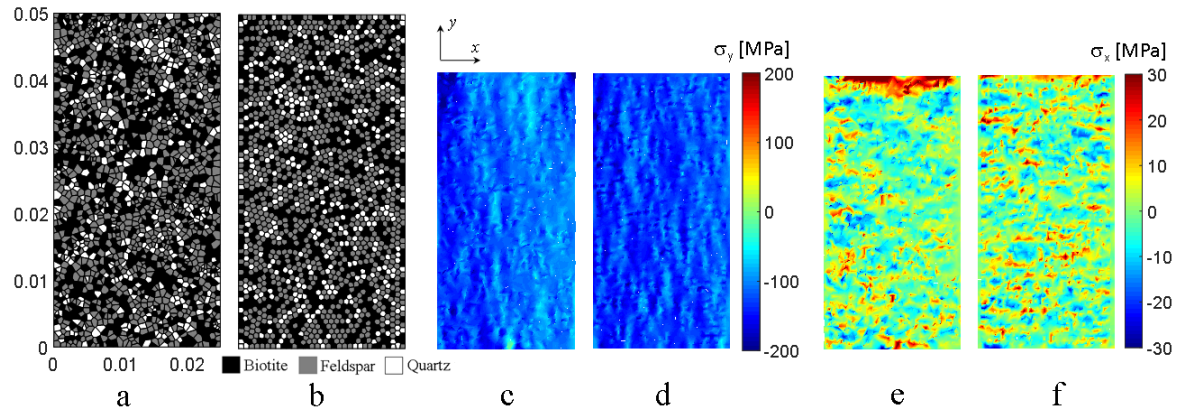 0.05
0.04
0.03
0.02
0.01
0
0 0.01 0.02
Biotite Feldspar Quartz
y
x
σy [MPa]
200
100
0
-100
-200
σx [MPa]
30
20
10
0
-10
-20
-30
a b c d e f